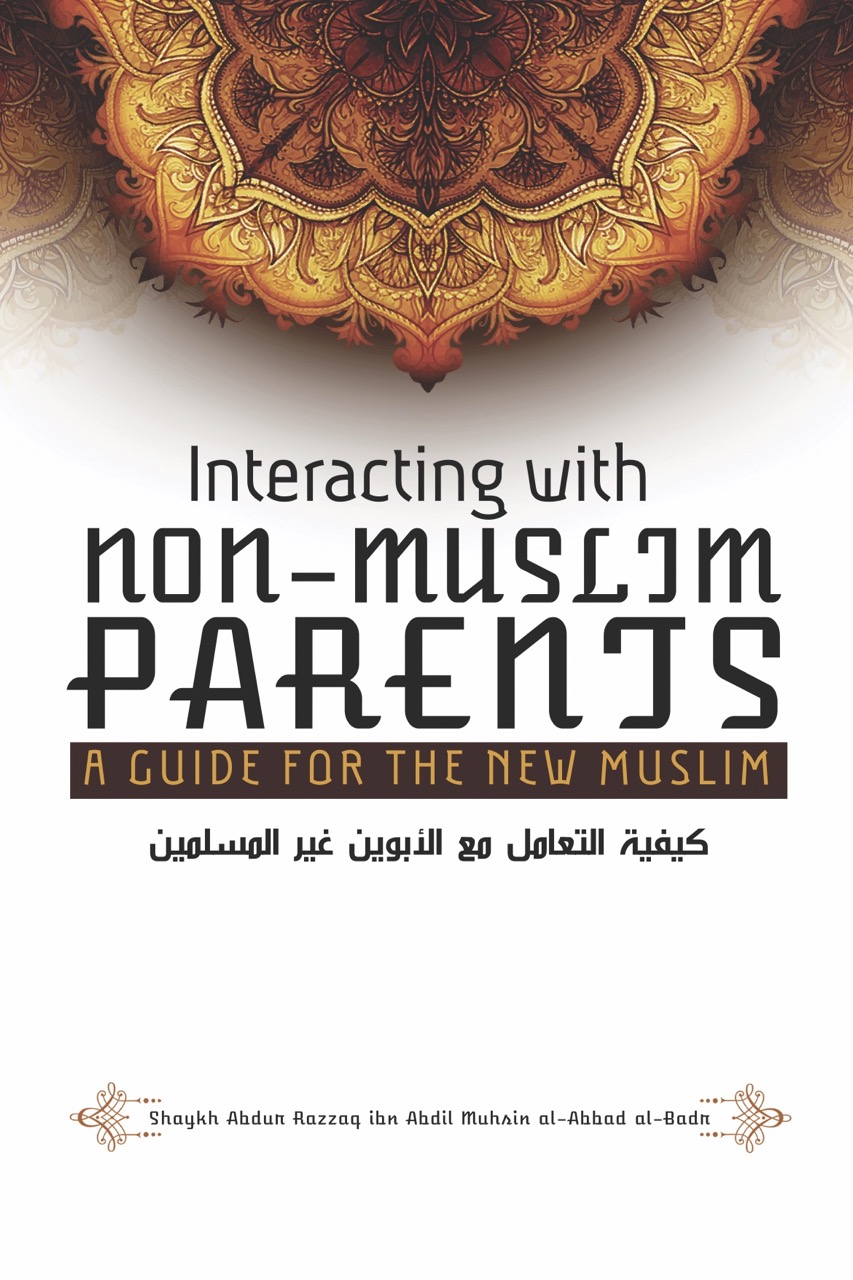 Interacting with
NON-MUSLIM
PARENTS
A GUIDE FOR THE NEW MUSLIM
كيفية التعامل مع الأبوين غير المسلمين
Shaykh Abdur Razzaq ibn Abdil Muhsin al-Abbad al-Badr